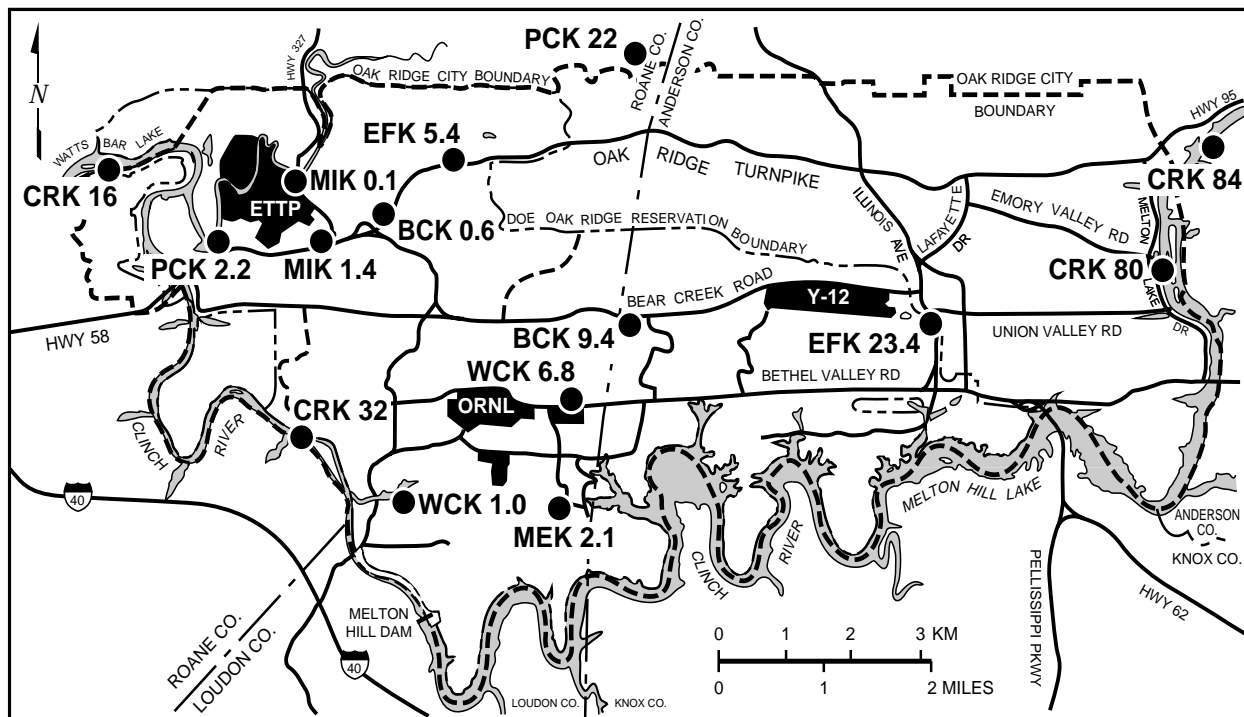 PCK 22
ROANE CO.
ANDERSON CO.
HWY 327
OAK RIDGE CITY BOUNDARY
OAK RIDGE CITY
BOUNDARY
HWY 95
N
WATTS BAR LAKE
EFK 5.4
OAK RIDGE TURNPIKE
CRK 16
MIK 0.1
ETTP
CRK 84
ILLINOIS AVE
LAFAYETTE
DR
EMORY VALLEY RD
MELTON
LAKE
DR
BCK 0.6
DOE OAK RIDGE RESERVATION
BOUNDARY
PCK 2.2
MIK 1.4
CRK 80
BEAR CREEK ROAD
Y-12
HWY 58
BCK 9.4
EFK 23.4
UNION VALLEY RD
WCK 6.8
BETHEL VALLEY RD
ORNL
CRK 32
CLINCH
RIVER
40
WCK 1.0
MEK 2.1
MELTON HILL LAKE
ANDERSON
CO.
KNOX CO.
CLINCH
RIVER
PELLISSIPPI PKWY
HWY 62
MELTON
HILL DAM
ROANE CO.
LOUDON CO.
40
0 1 2 3 KM
0 1 2 MILES
LOUDON CO.
KNOX CO.